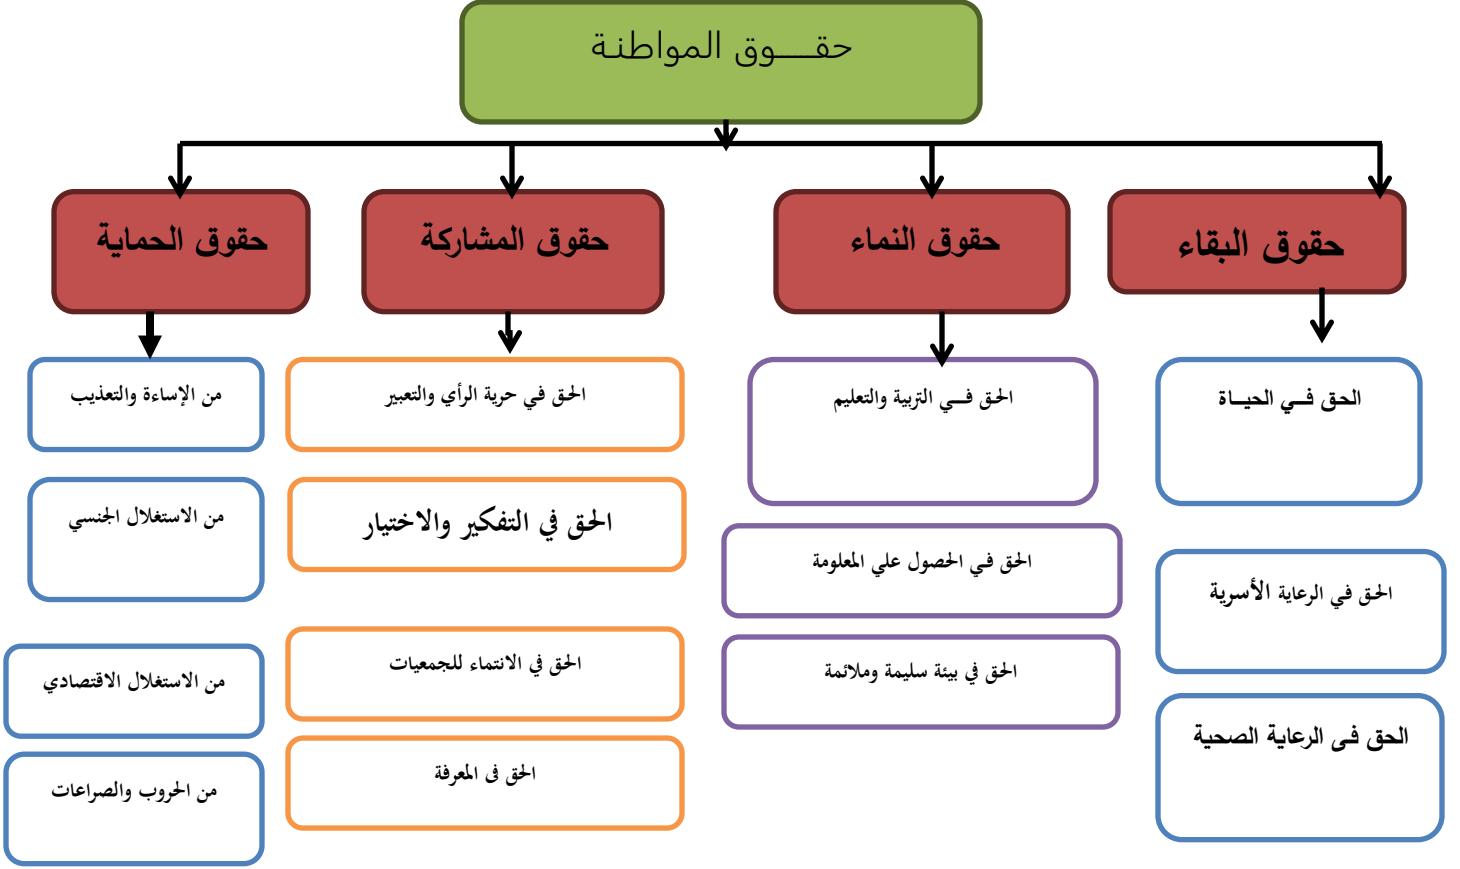 حقـــوق المواطنة
حقوق البقاء
حقوق النماء
حقوق المشاركة
حقوق الحماية
الحق فــي الحيــاة
الحق في الرعاية الأسرية
الحق فى الرعاية الصحية
الحق فــي التربية والتعليم
الحق في الحصول علي المعلومة
الحق في بيئة سليمة وملائمة
الحق في حرية الرأي والتعبير
الحق في التفكير والاختيار
الحق في الانتماء للجمعيات
الحق فى المعرفة
من الإساءة والتعذيب
من الاستغلال الجنسي
من الاستغلال الاقتصادي
من الحروب والصراعات